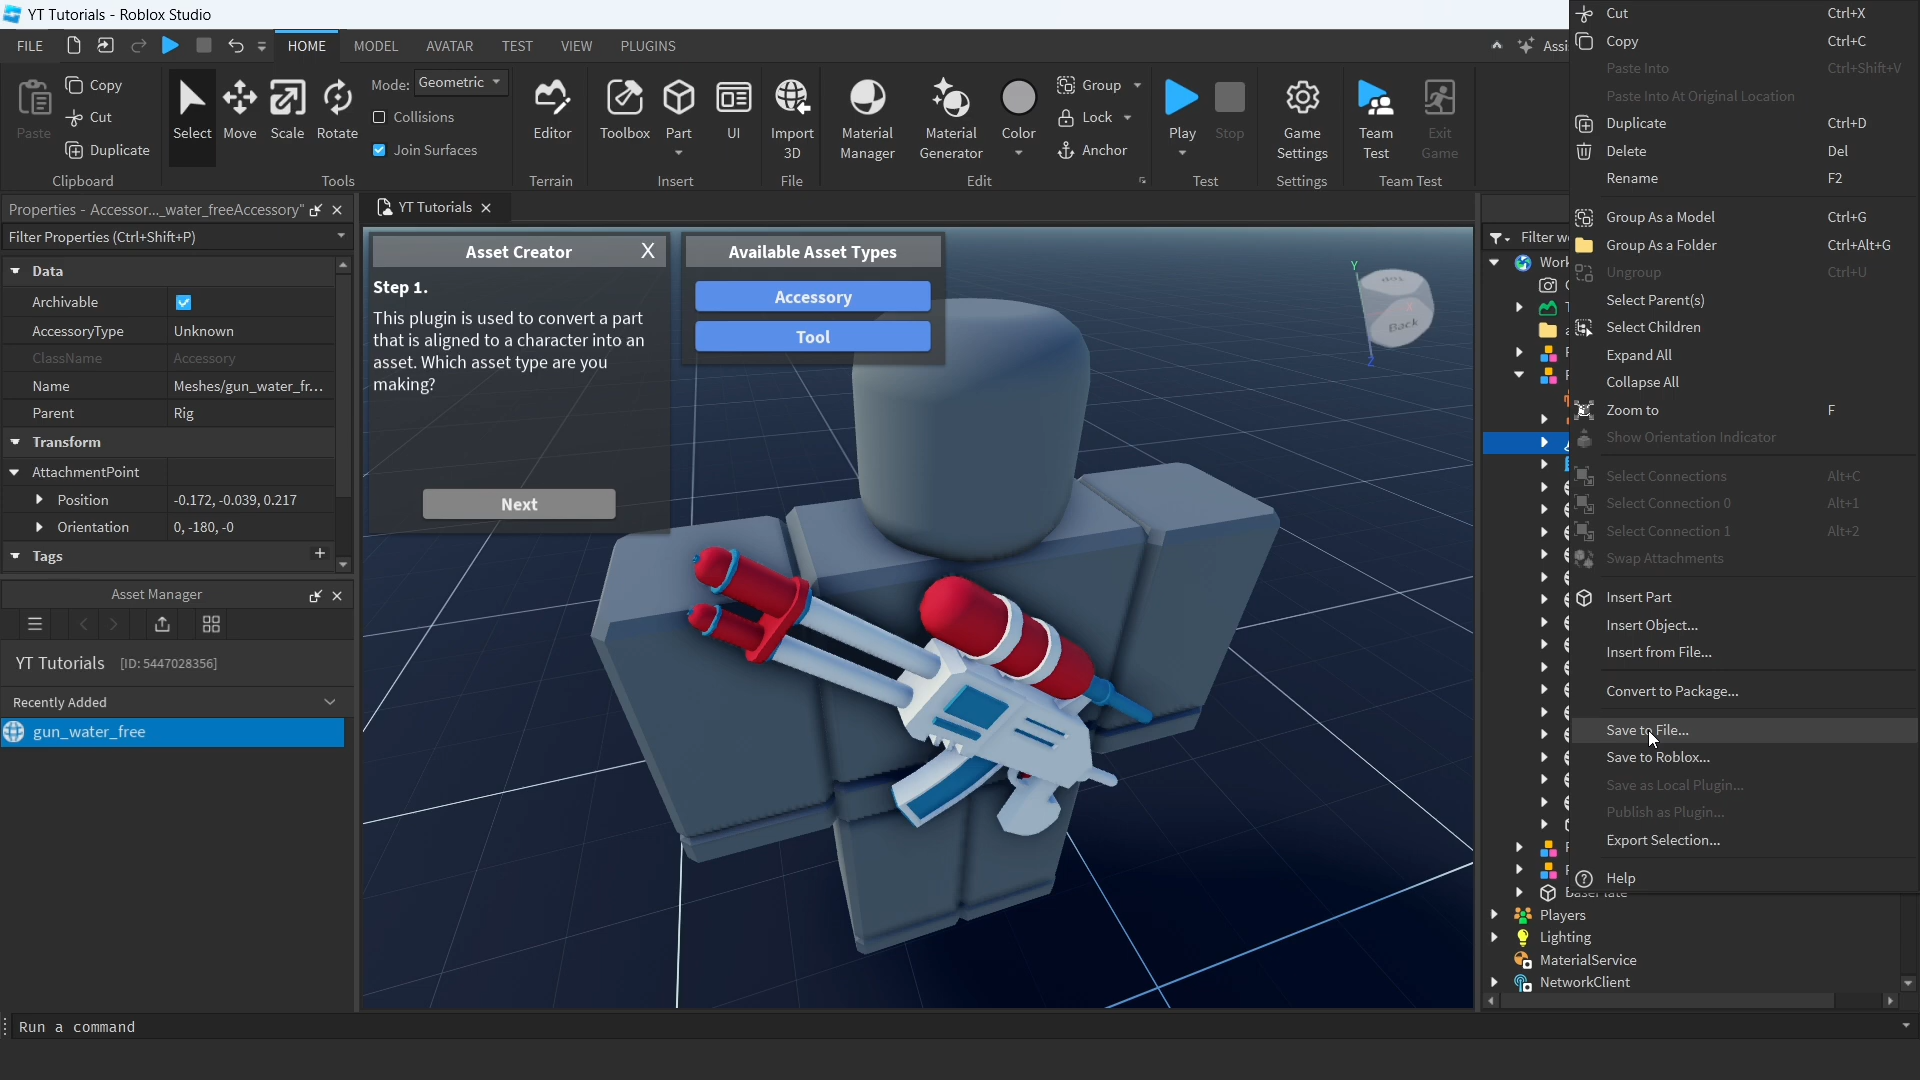 YT Tutorials - Roblox Studio
FILE
HOME
MODEL
AVATAR
TEST
VIEW
PLUGINS
Paste
Copy
Cut
Duplicate
Clipboard
Select
Move
Scale
Rotate
Mode:
Geometric
Collisions
Join Surfaces
Tools
Editor
Terrain
Toolbox
Part
UI
Insert
Import
3D
File
Material
Manager
Material
Generator
Color
Group
Lock
Anchor
Edit
Play
Stop
Test
Game
Settings
Settings
Team
Test
Exit
Game
Team Test
Properties - Accessor..._water_freeAccessory"
Filter Properties (Ctrl+Shift+P)
Data
Archivable
AccessoryType Unknown
ClassName Accessory
Name Meshes/gun_water_fr...
Parent Rig
Transform
AttachmentPoint
Position -0.172, -0.039, 0.217
Orientation 0, -180, -0
Tags
Asset Manager
YT Tutorials [ID: 5447028356]
Recently Added
gun_water_free
YT Tutorials
Asset Creator X
Step 1.
This plugin is used to convert a part
that is aligned to a character into an
asset. Which asset type are you
making?
Next
Available Asset Types
Accessory
Tool
Y
Top
Back
Z
Cut Ctrl+X
Copy Ctrl+C
Paste Into Ctrl+Shift+V
Paste Into At Original Location
Duplicate Ctrl+D
Delete Del
Rename F2
Group As a Model Ctrl+G
Group As a Folder Ctrl+Alt+G
Ungroup Ctrl+U
Select Parent(s)
Select Children
Expand All
Collapse All
Zoom to F
Show Orientation Indicator
Select Connections Alt+C
Select Connection 0 Alt+1
Select Connection 1 Alt+2
Swap Attachments
Insert Part
Insert Object...
Insert from File...
Convert to Package...
Save to File...
Save to Roblox...
Save as Local Plugin...
Publish as Plugin...
Export Selection...
Help
Players
Lighting
MaterialService
NetworkClient
Run a command